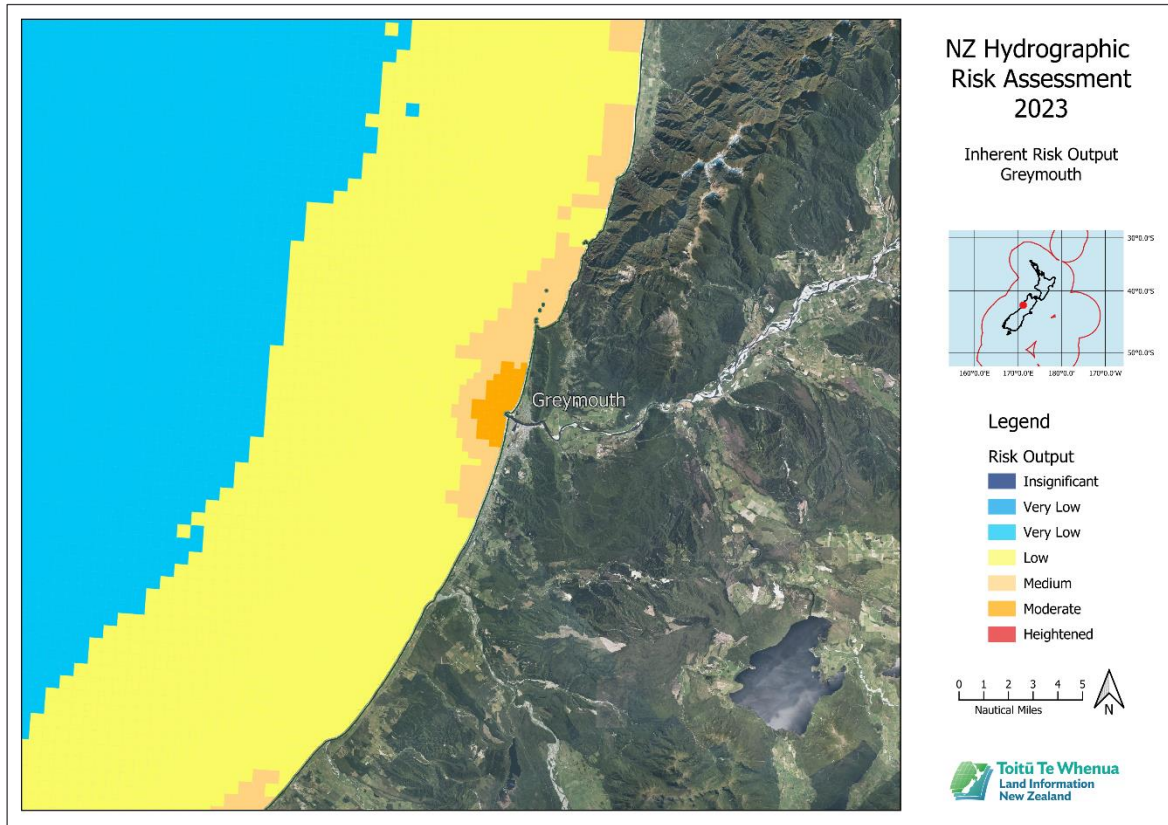 NZ Hydrographic
Risk Assessment
2023
Inherent Risk Output
Greymouth
30°0.0'S
40°0.0'S
50°0.0'S
160°0.0'E
170°0.0'E
180°0.0'
170°0.0'W
Greymouth
Legend
Risk Output
Insignificant
Very Low
Very Low
Low
Medium
Moderate
Heightened
0 1 2 3 4 5
Nautical Miles
N
Toitū Te Whenua
Land Information
New Zealand